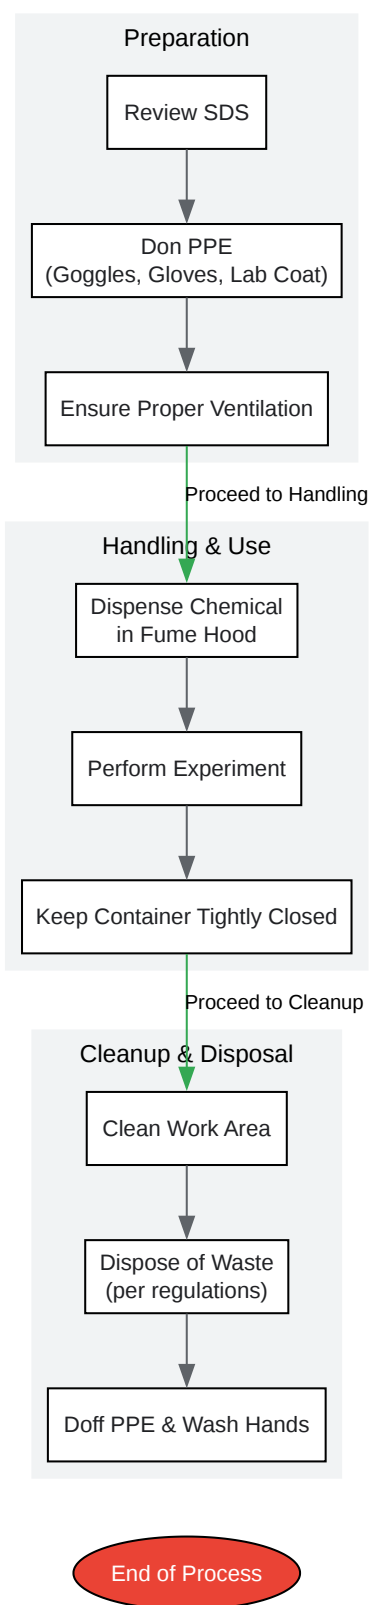 Preparation
Review SDS
Don PPE
(Goggles, Gloves, Lab Coat)
Ensure Proper Ventilation
Proceed to Handling
Handling & Use
Dispense Chemical
in Fume Hood
Perform Experiment
Keep Container Tightly Closed
Proceed to Cleanup
Cleanup & Disposal
Clean Work Area
Dispose of Waste
(per regulations)
Doff PPE & Wash Hands
End of Process